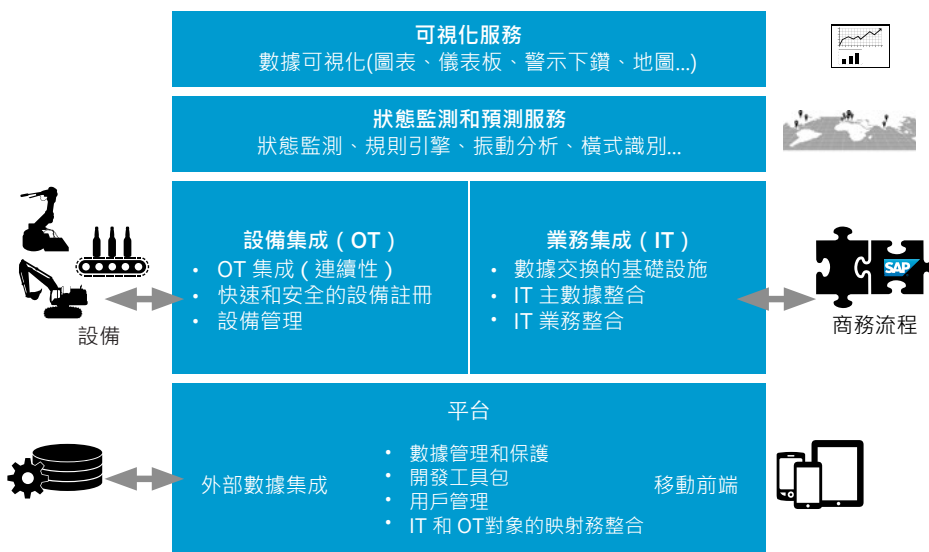 可視化服務
數據可視化(圖表、儀表板、警示下鑽、地圖...)
狀態監測和預測服務
狀態監測、規則引擎、振動分析、橫式識別...
設備集成（OT）
• OT 集成（連續性）
• 快速和安全的設備註冊
• 設備管理
業務集成（IT）
• 數據交換的基礎設施
• IT 主數據整合
• IT 業務整合
設備
SAP
商務流程
平台
外部數據集成
• 數據管理和保護
• 開發工具包
• 用戶管理
• IT 和 OT對象的映射務整合
移動前端